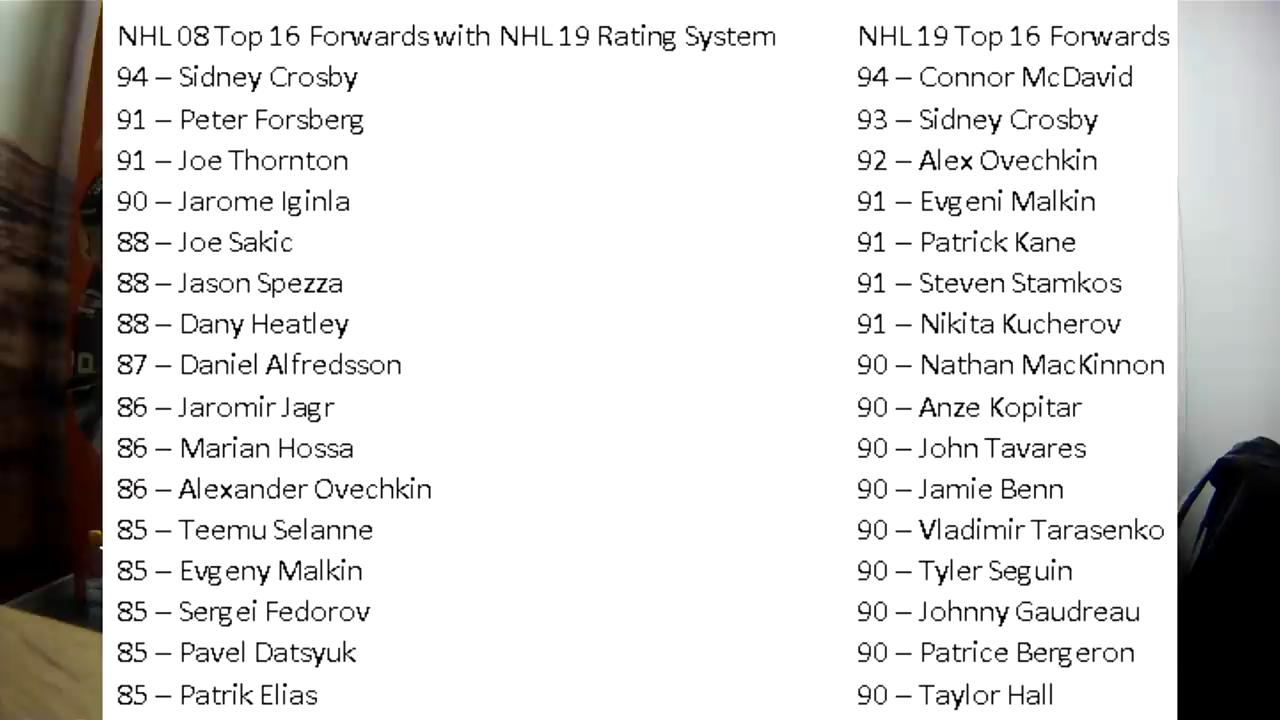 NHL 08 Top 16 Forwards with NHL 19 Rating System
94 – Sidney Crosby
91 – Peter Forsberg
91 – Joe Thornton
90 – Jarome Iginla
88 – Joe Sakic
88 – Jason Spezza
88 – Dany Heatley
87 – Daniel Alfredsson
86 – Jaromir Jagr
86 – Marian Hossa
86 – Alexander Ovechkin
85 – Teemu Selanne
85 – Evgeny Malkin
85 – Sergei Fedorov
85 – Pavel Datsyuk
85 – Patrik Elias
NHL 19 Top 16 Forwards
94 – Connor McDavid
93 – Sidney Crosby
92 – Alex Ovechkin
91 – Evgeni Malkin
91 – Patrick Kane
91 – Steven Stamkos
91 – Nikita Kucherov
90 – Nathan MacKinnon
90 – Anze Kopitar
90 – John Tavares
90 – Jamie Benn
90 – Vladimir Tarasenko
90 – Tyler Seguin
90 – Johnny Gaudreau
90 – Patrice Bergeron
90 – Taylor Hall